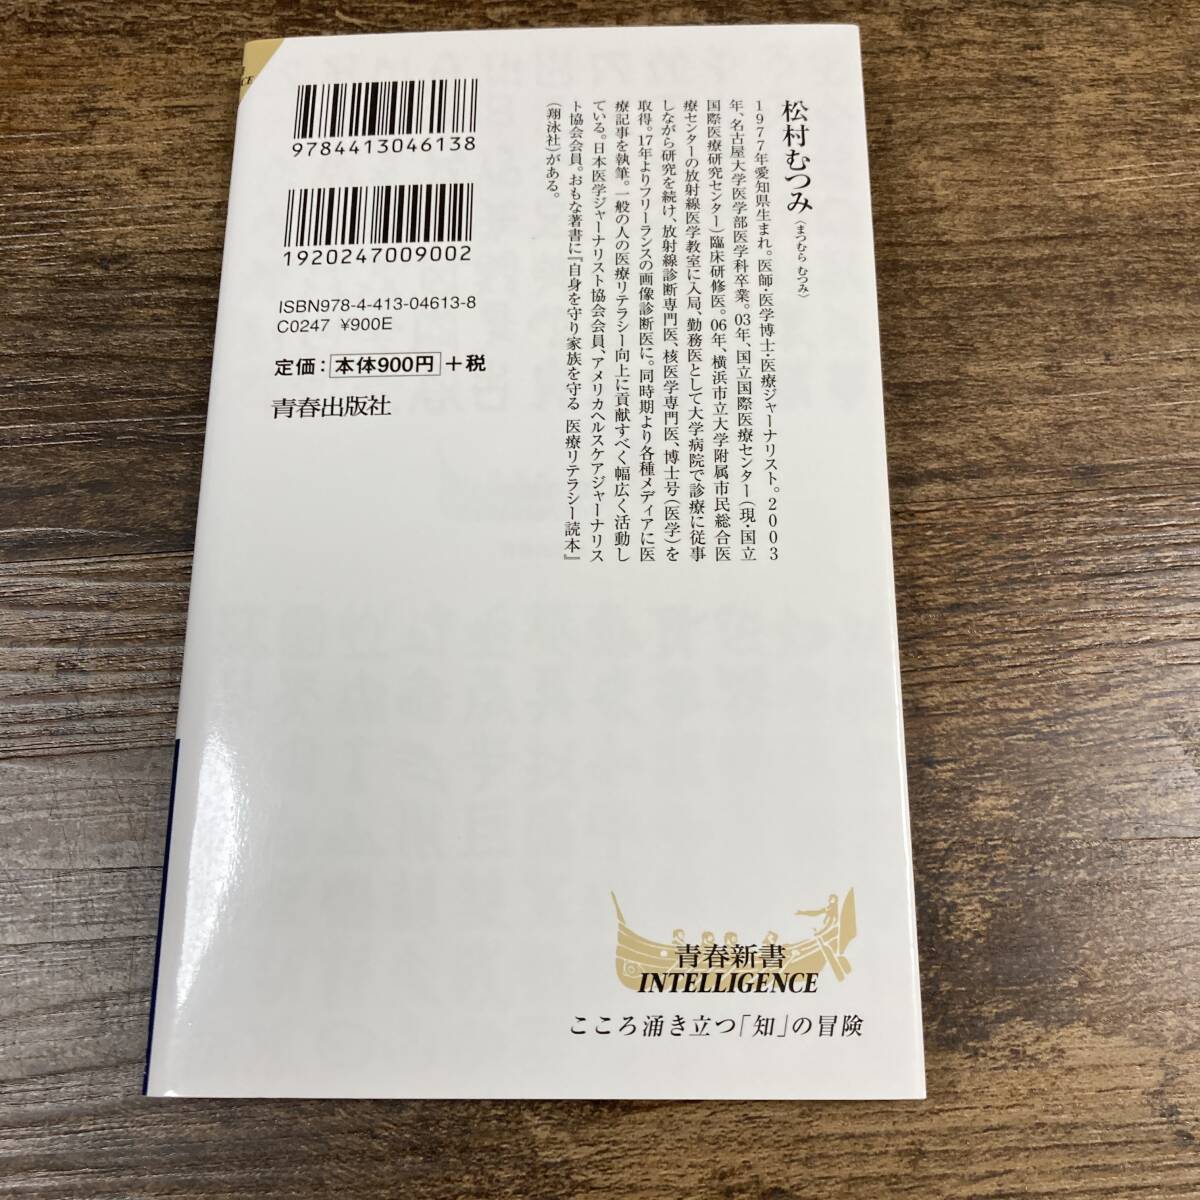 CE
9784413046138
1920247009002
ISBN978-4-413-04613-8
C0247 ¥900E
定価：本体900円＋税
青春出版社
松村むつみ〈まつむら むつみ〉
1977年愛知県生まれ。医師・医学博士・医療ジャーナリスト。2003
年、名古屋大学医学部医学科卒業。03年、国立国際医療センター（現・国立
国際医療研究センター）臨床研修医。06年、横浜市立大学附属市民総合医
療センターの放射線医学教室に入局、勤務医として大学病院で診療に従事
しながら研究を続け、放射線診断専門医、核医学専門医、博士号（医学）を
取得。17年よりフリーランスの画像診断医に。同時期より各種メディアに医
療記事を執筆。一般の人の医療リテラシー向上に貢献すべく幅広く活動し
ている。日本医学ジャーナリスト協会会員、アメリカヘルスケアジャーナリス
ト協会会員。おもな著書に『自身を守り家族を守る 医療リテラシー読本』
（翔泳社）がある。
青春新書
INTELLIGENCE
こころ涌き立つ「知」の冒険